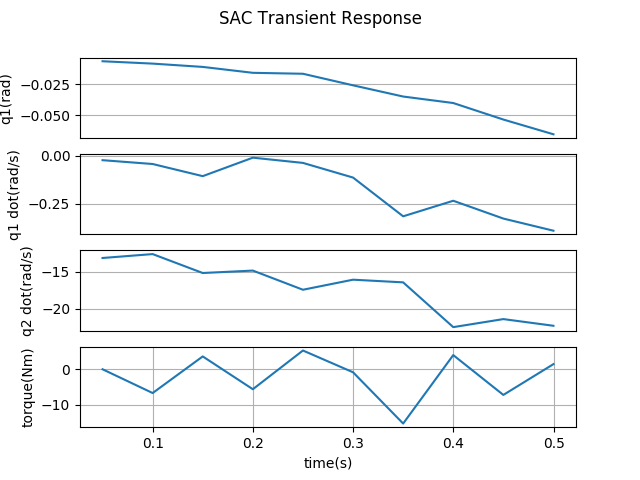 SAC Transient Response
q1(rad)
−0.025
−0.050
q1 dot(rad/s)
0.00
−0.25
q2 dot(rad/s)
−15
−20
torque(Nm)
0
−10
0.1 0.2 0.3 0.4 0.5
time(s)